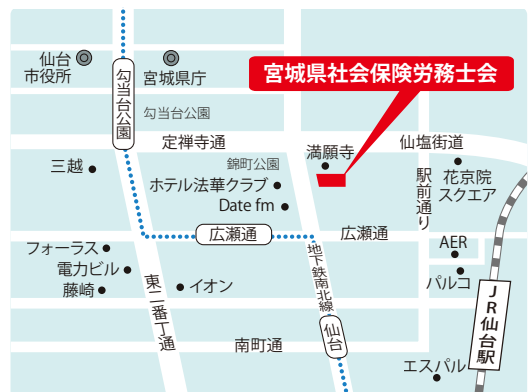 仙台
市役所
勾当台公園
宮城県庁
宮城県社会保険労務士会
勾当台公園
定禅寺通
満願寺
仙塩街道
三越
錦町公園
ホテル法華クラブ
Date fm
駅前通り
花京院
スクエア
広瀬通
広瀬通
フォーラス
電力ビル
藤崎
東二番丁通
イオン
地下鉄南北線
仙台
AER
パルコ
JR仙台駅
南町通
エスパル